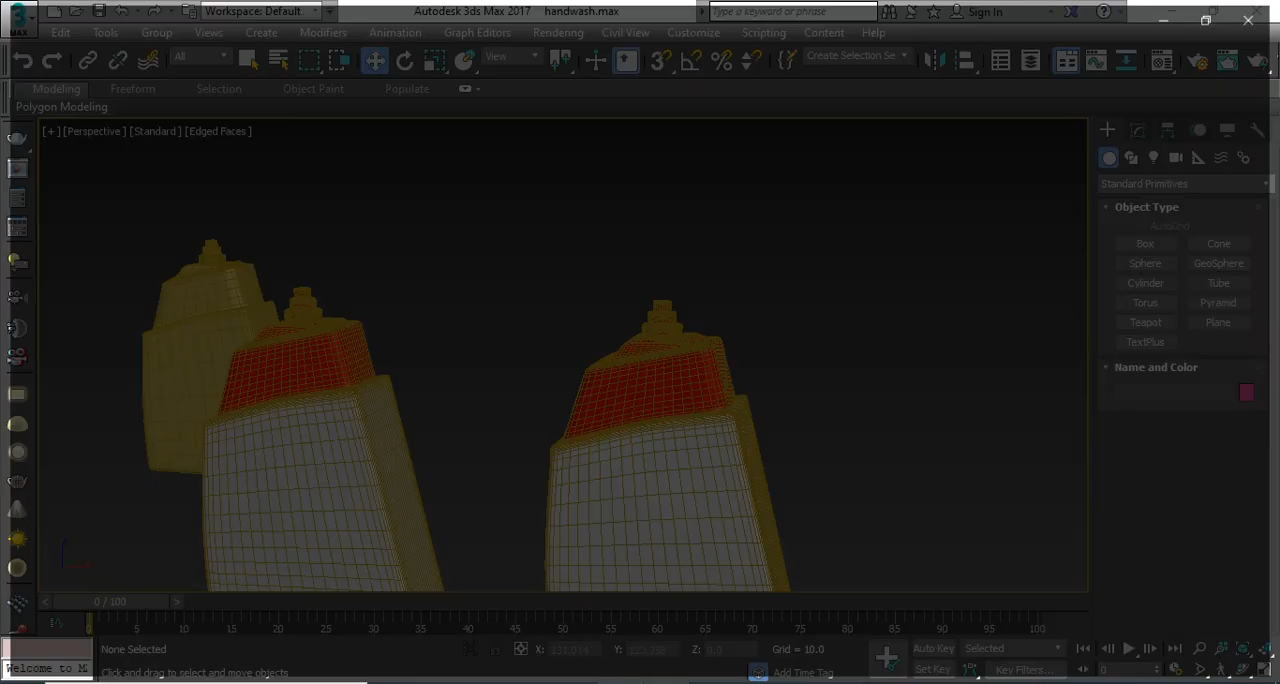 Workspace: Default
Autodesk 3ds Max 2017 handwash.max
Type a keyword or phrase
Sign In
MAX
Edit Tools Group Views Create Modifiers Animation Graph Editors Rendering Civil View Customize Scripting Content Help
All
View
Create Selection Se
Modeling Freeform Selection Object Paint Populate
Polygon Modeling
[+] [Perspective] [Standard] [Edged Faces]
Standard Primitives
Object Type
AutoGrid
Box Cone
Sphere GeoSphere
Cylinder Tube
Torus Pyramid
Teapot Plane
TextPlus
Name and Color
0 / 100
0 5 10 15 20 25 30 35 40 45 50 55 60 65 70 75 80 85 90 95 100
None Selected
X: Y: Z: 0.0
Grid = 10.0
Auto Key Selected
Welcome to M
Click and drag to select and move objects
Add Time Tag
Set Key Key Filters...
0